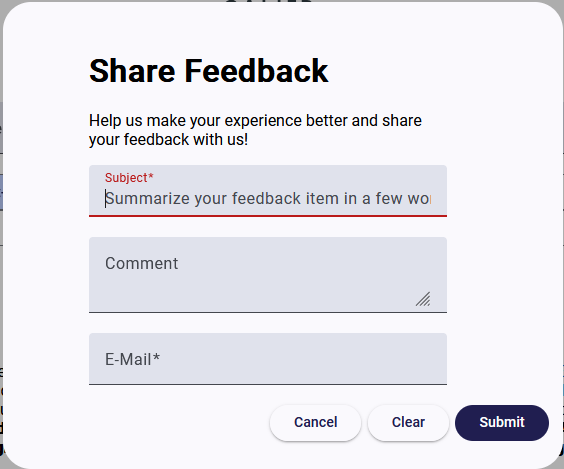 Share Feedback
Help us make your experience better and share
your feedback with us!
Subject*
Summarize your feedback item in a few
Comment
E-Mail*
Cancel Clear Submit